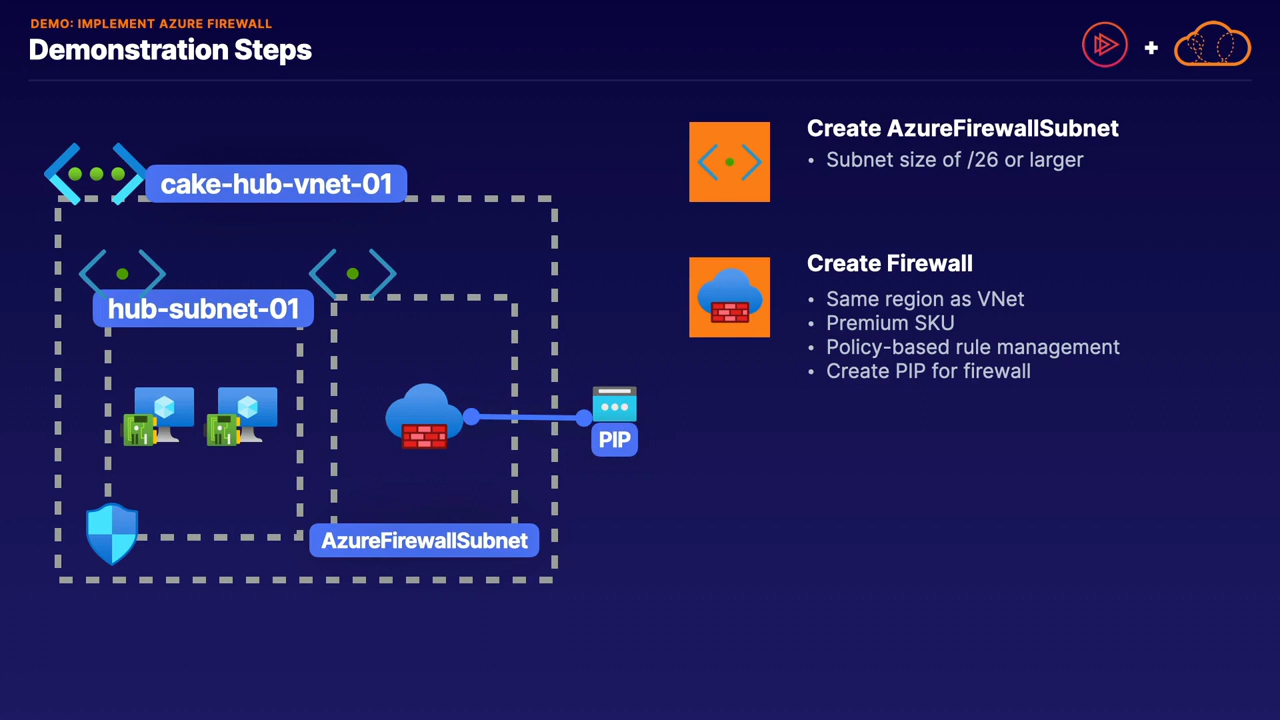 DEMO: IMPLEMENT AZURE FIREWALL
Demonstration Steps
cake-hub-vnet-01
hub-subnet-01
PIP
AzureFirewallSubnet
Create AzureFirewallSubnet
• Subnet size of /26 or larger
Create Firewall
• Same region as VNet
• Premium SKU
• Policy-based rule management
• Create PIP for firewall